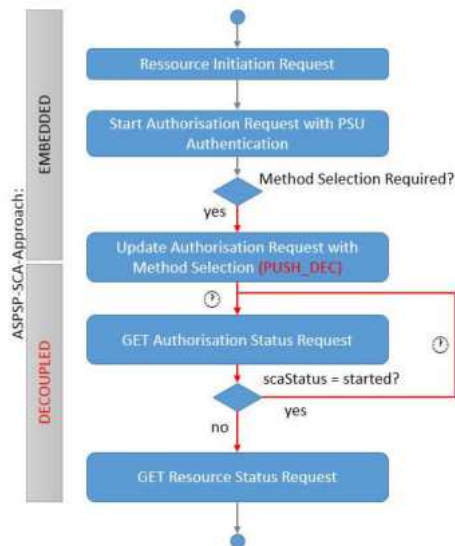 ASPSP-SCA-Approach:
EMBEDDED
DECOUPLED
Ressource Initiation Request
Start Authorisation Request with PSU
Authentication
Method Selection Required?
yes
Update Authorisation Request with
Method Selection (PUSH_DEC)
GET Authorisation Status Request
scaStatus = started?
yes
no
GET Resource Status Request